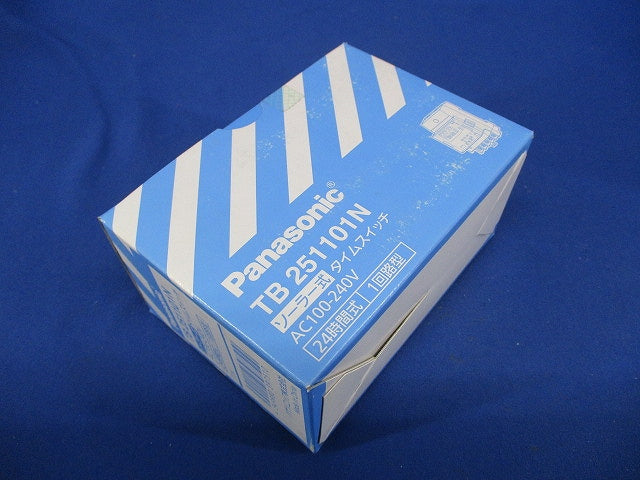 Panasonic®
TB 251101N
ソーラー式 タイムスイッチ
AC100-240V
24時間式 1回路型